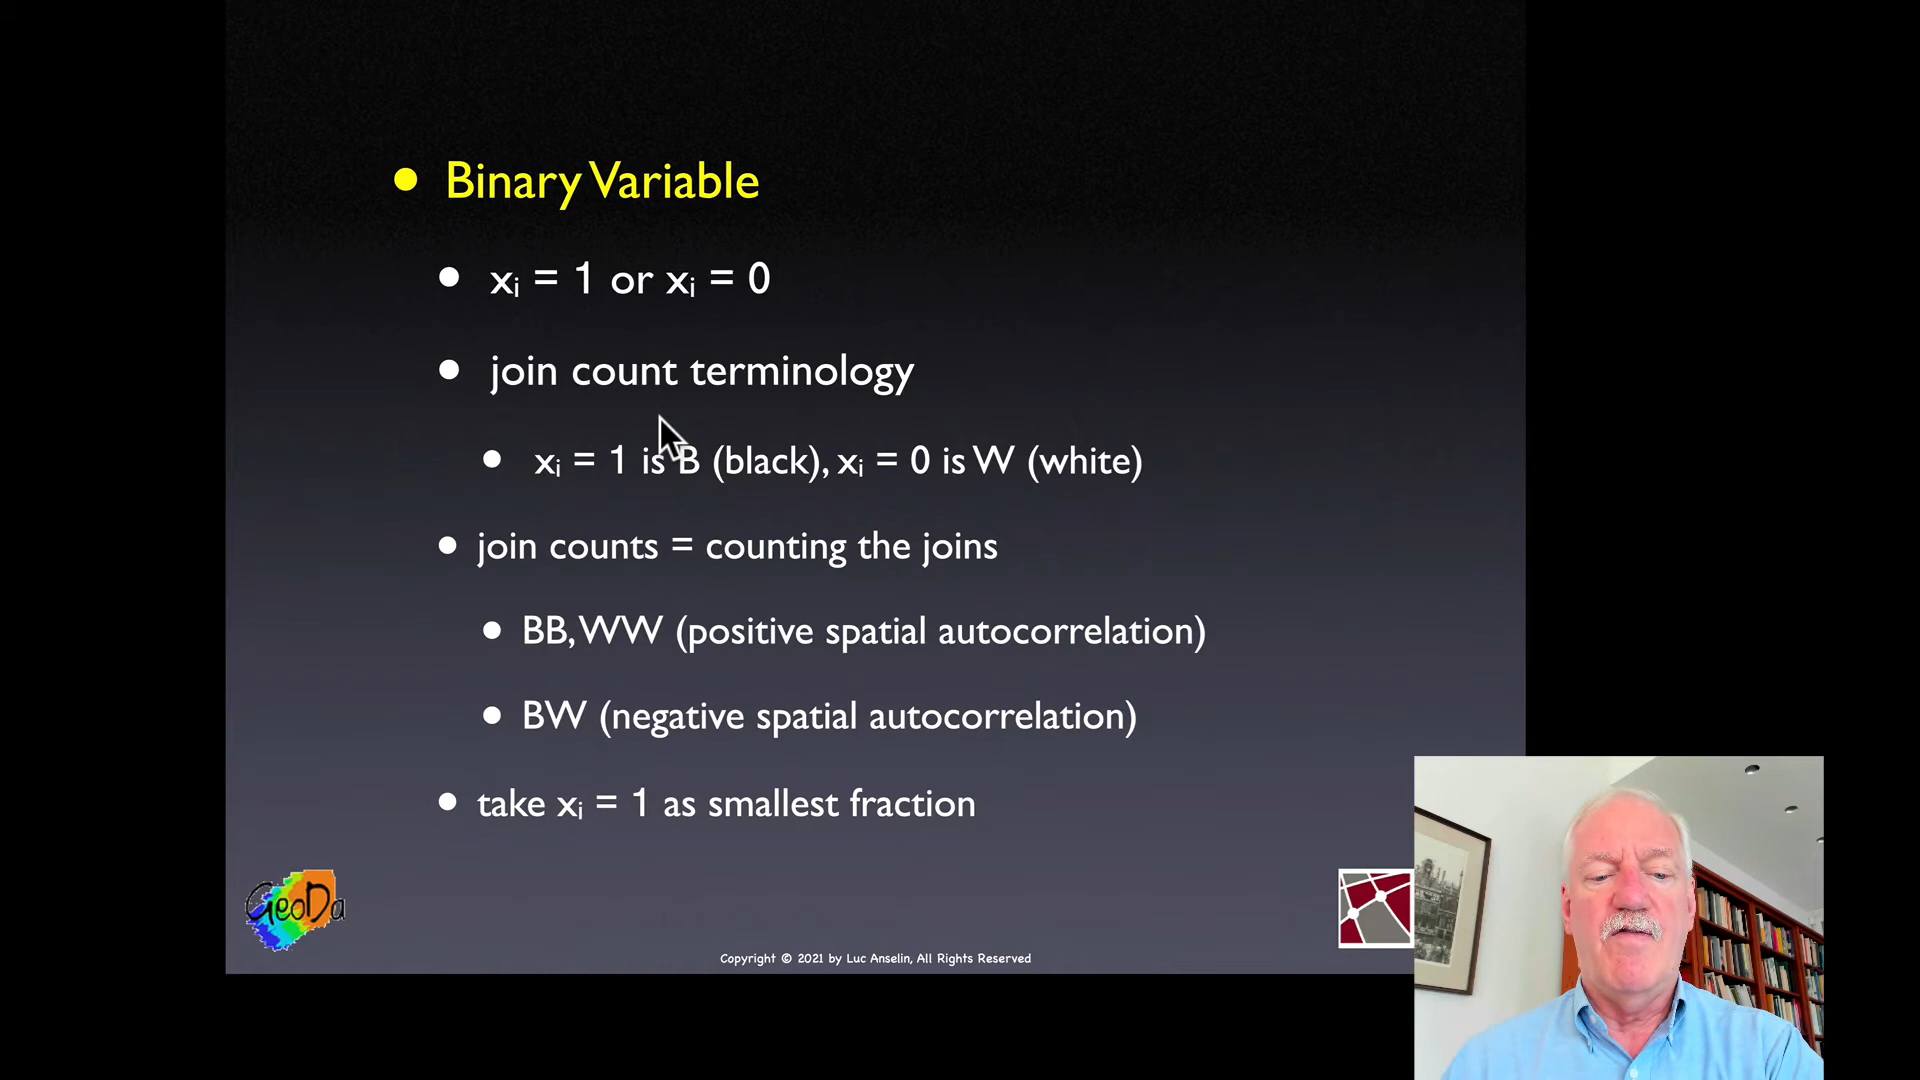 Binary Variable
xᵢ = 1 or xᵢ = 0
join count terminology
xᵢ = 1 is B (black), xᵢ = 0 is W (white)
join counts = counting the joins
BB, WW (positive spatial autocorrelation)
BW (negative spatial autocorrelation)
take xᵢ = 1 as smallest fraction
GeoDa
Copyright © 2021 by Luc Anselin, All Rights Reserved